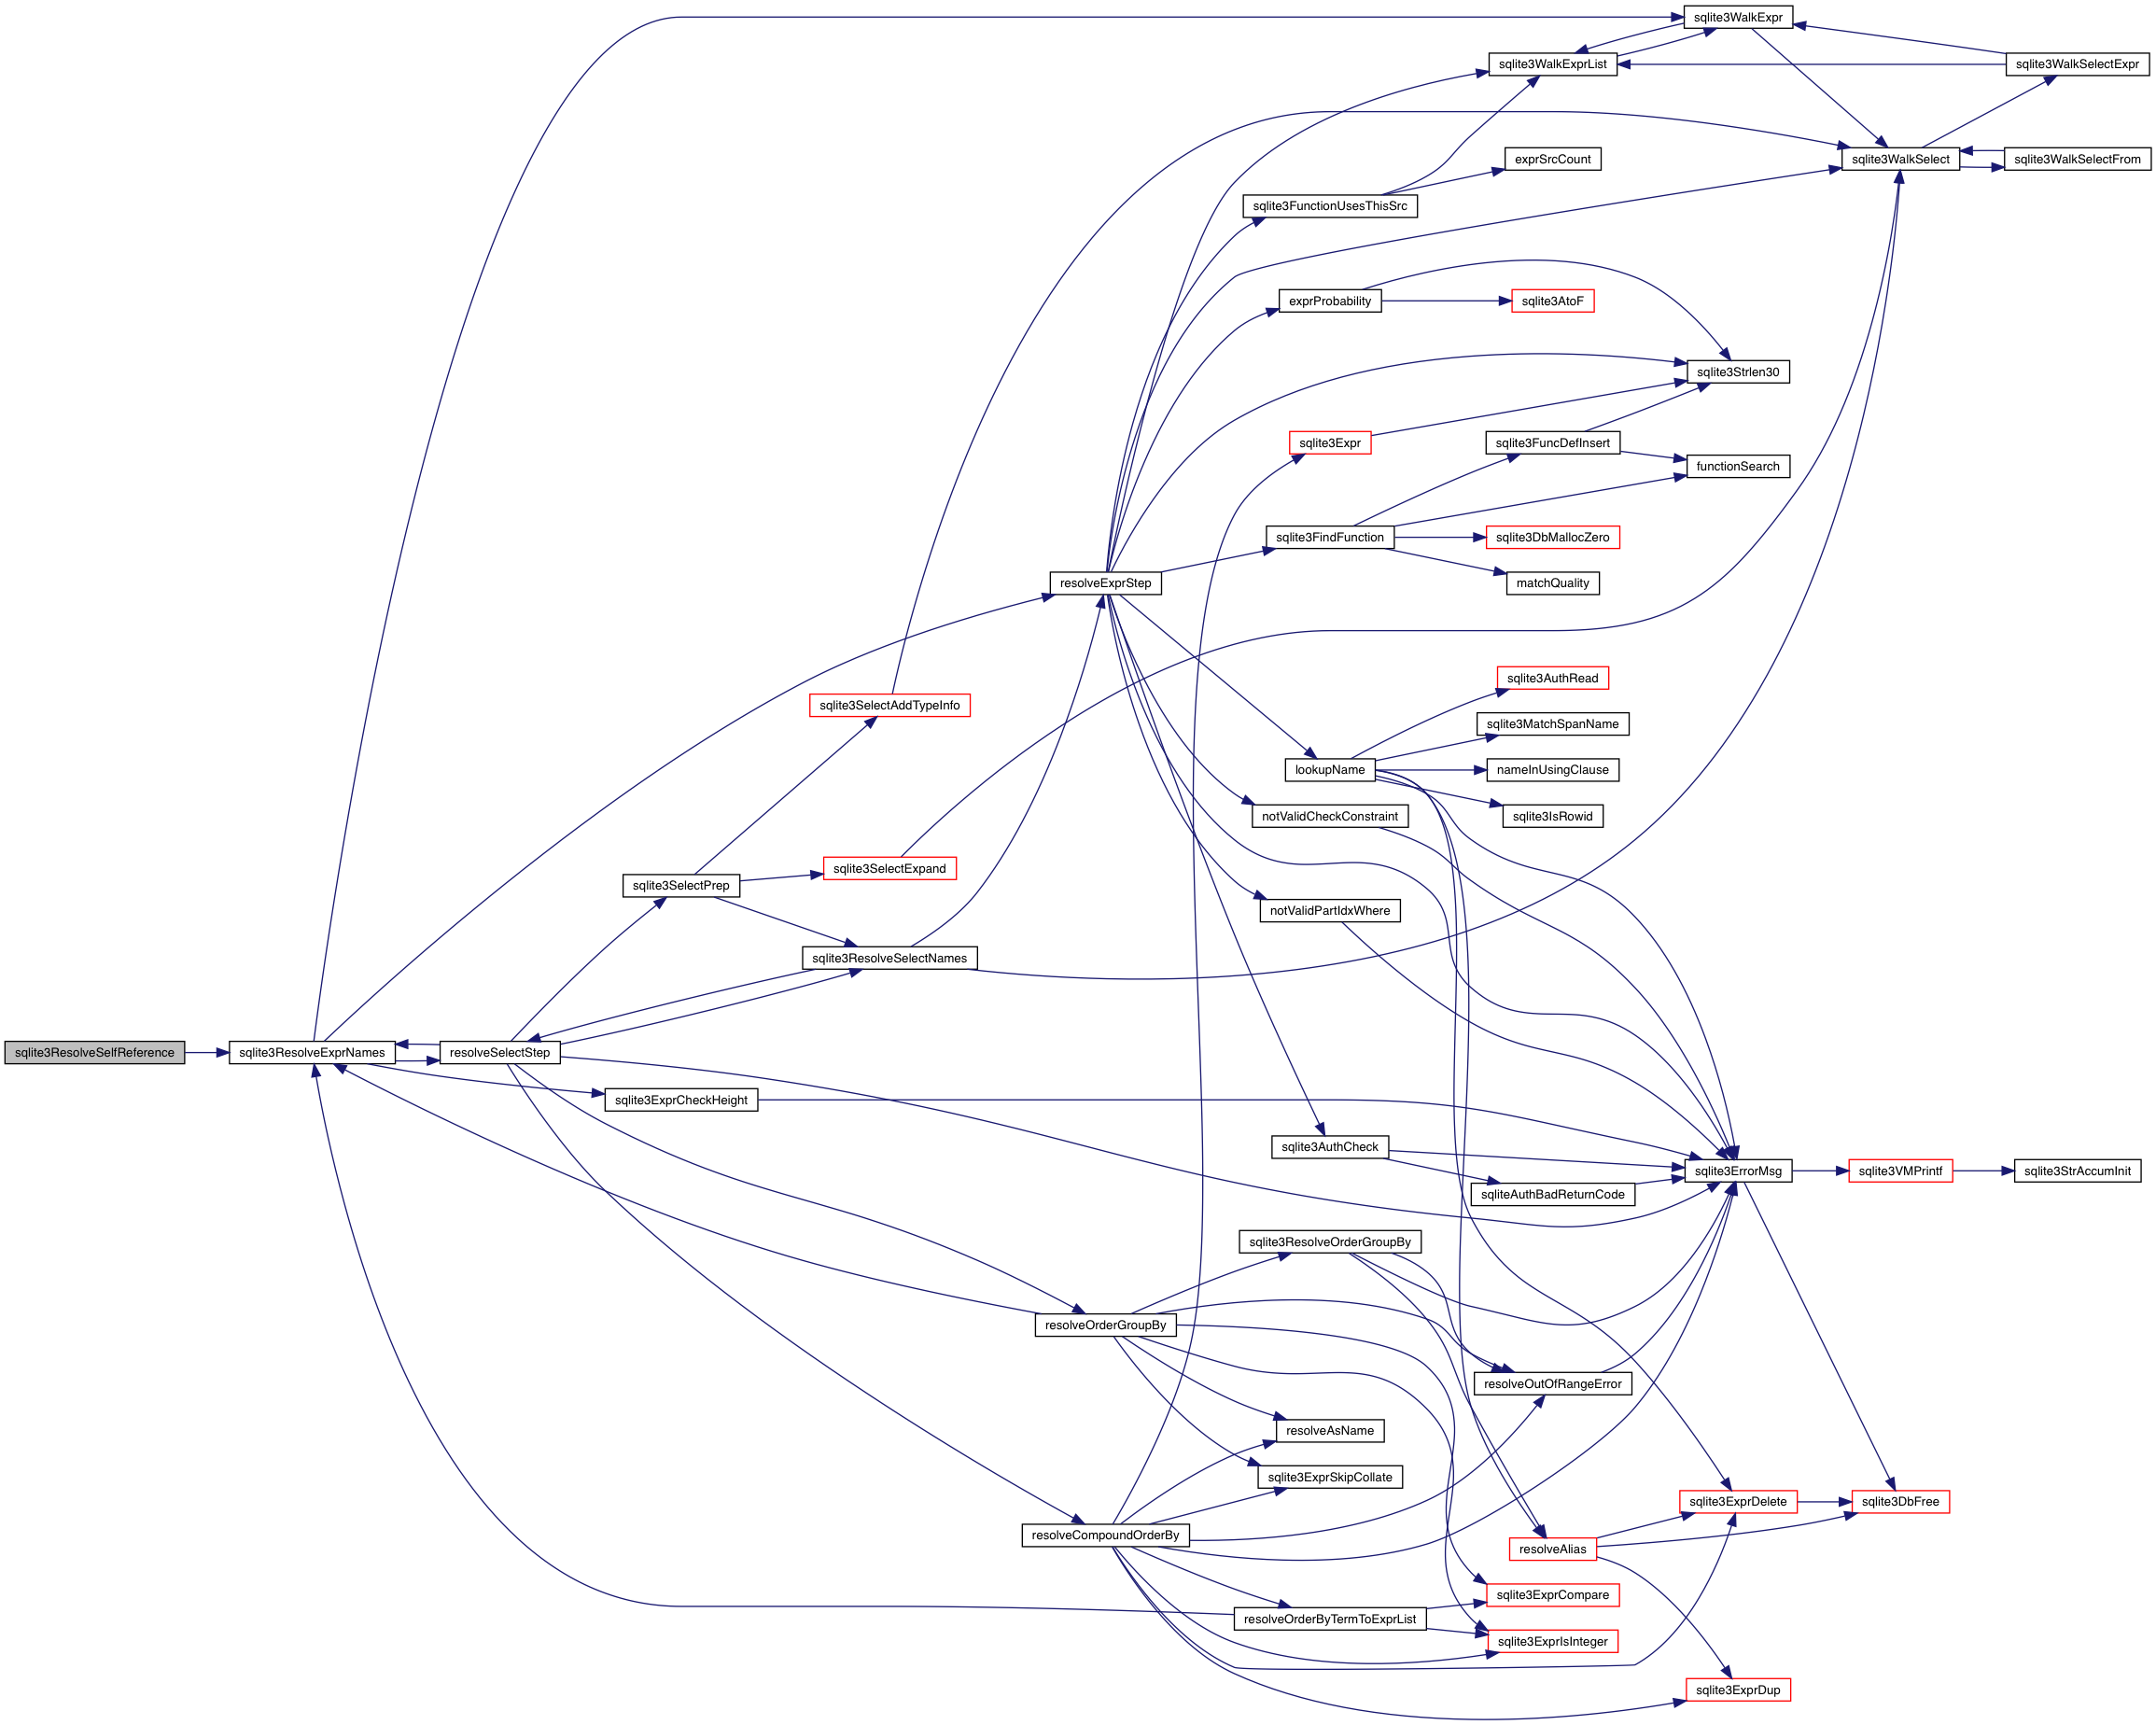 sqlite3WalkExpr
sqlite3WalkExprList
sqlite3WalkSelectExpr
exprSrcCount
sqlite3WalkSelect
sqlite3WalkSelectFrom
sqlite3FunctionUsesThisSrc
exprProbability
sqlite3AtoF
sqlite3Strlen30
sqlite3Expr
sqlite3FuncDefInsert
functionSearch
sqlite3FindFunction
sqlite3DbMallocZero
resolveExprStep
matchQuality
sqlite3AuthRead
sqlite3SelectAddTypeInfo
sqlite3MatchSpanName
lookupName
nameInUsingClause
notValidCheckConstraint
sqlite3IsRowid
sqlite3SelectExpand
sqlite3SelectPrep
notValidPartIdxWhere
sqlite3ResolveSelectNames
sqlite3ResolveSelfReference
sqlite3ResolveExprNames
resolveSelectStep
sqlite3ExprCheckHeight
sqlite3AuthCheck
sqlite3ErrorMsg
sqlite3VMPrintf
sqlite3StrAccumInit
sqliteAuthBadReturnCode
sqlite3ResolveOrderGroupBy
resolveOrderGroupBy
resolveOutOfRangeError
resolveAsName
sqlite3ExprSkipCollate
sqlite3ExprDelete
sqlite3DbFree
resolveCompoundOrderBy
resolveAlias
sqlite3ExprCompare
resolveOrderByTermToExprList
sqlite3ExprIsInteger
sqlite3ExprDup